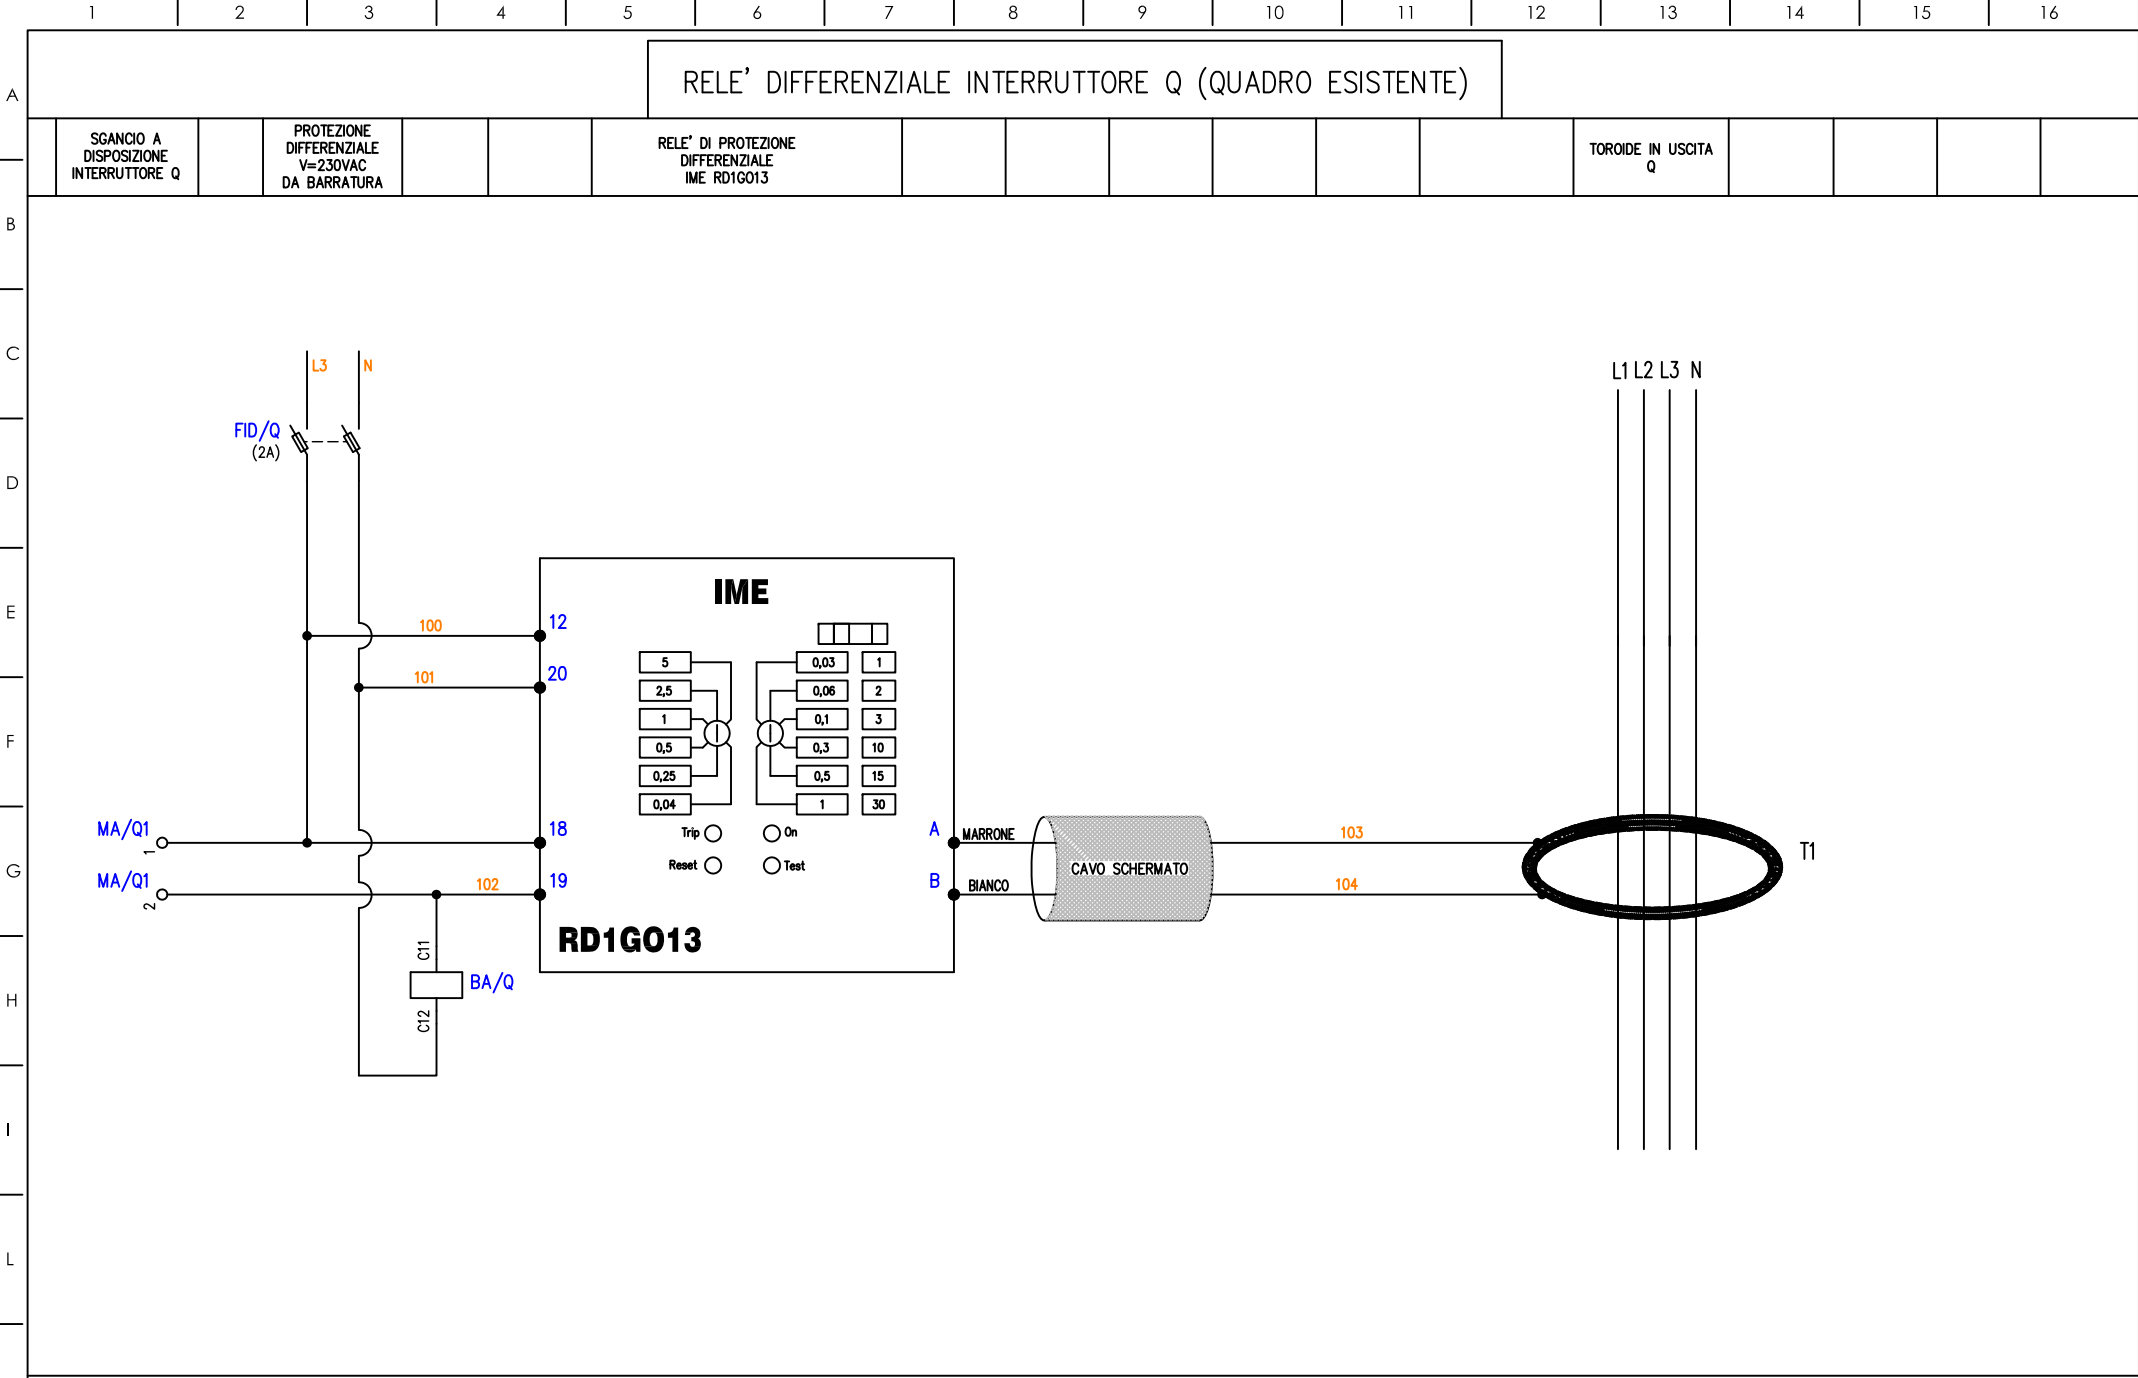 1 2 3 4 5 6 7 8 9 10 11 12 13 14 15 16
A
RELE' DIFFERENZIALE INTERRUTTORE Q (QUADRO ESISTENTE)
SGANCIO A
DISPOSIZIONE
INTERRUTTORE Q
PROTEZIONE
DIFFERENZIALE
V=230VAC
DA BARRATURA
RELE' DI PROTEZIONE
DIFFERENZIALE
IME RD1GO13
TOROIDE IN USCITA
Q
B
C
L3 N
L1 L2 L3 N
FID/Q
(2A)
D
E
IME
100 12
101 20
5 0,03 1
2,5 0,06 2
1 0,1 3
0,5 0,3 10
0,25 0,5 15
0,04 1 30
F
Trip On
Reset Test
G
MA/Q1
1
18
MA/Q1
2
102 19
A MARRONE
B BIANCO
CAVO SCHERMATO
103
104
T1
RD1GO13
C11
BA/Q
C12
H
I
L